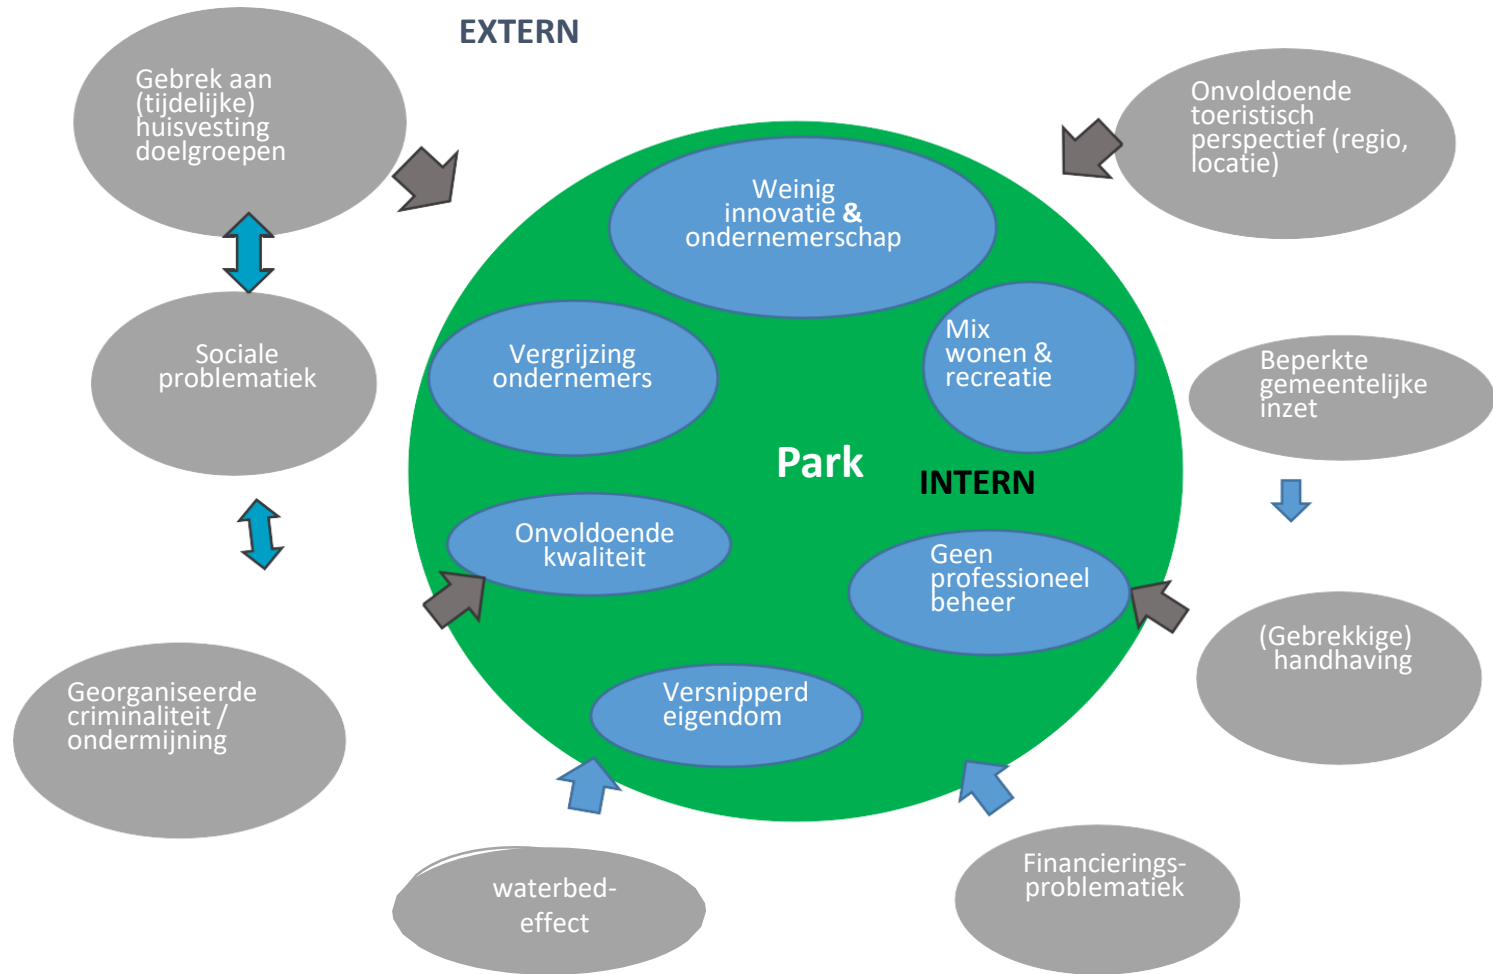 EXTERN
Gebrek aan
(tijdelijke)
huisvesting
doelgroepen
Onvoldoende
toeristisch
perspectief (regio,
locatie)
Weinig
innovatie &
ondernemerschap
Sociale
problematiek
Vergrijzing
ondernemers
Mix
wonen &
recreatie
Beperkte
gemeentelijke
inzet
Park
INTERN
Onvoldoende
kwaliteit
Geen
professioneel
beheer
(Gebrekkige)
handhaving
Georganiseerde
criminaliteit /
ondermijning
Versnipperd
eigendom
waterbed-
effect
Financierings-
problematiek